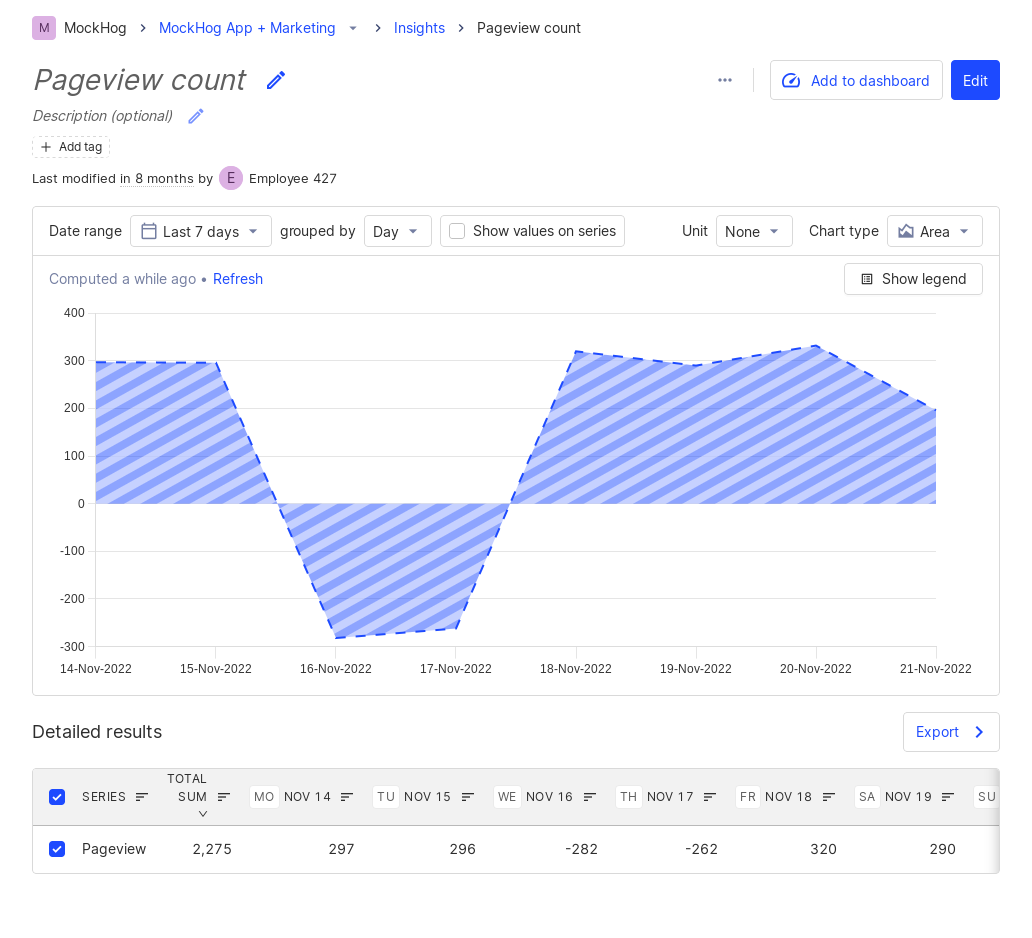 M MockHog > MockHog App + Marketing > Insights > Pageview count
Pageview count
Add to dashboard
Edit
Description (optional)
Add tag
Last modified in 8 months by E Employee 427
Date range Last 7 days grouped by Day Show values on series Unit None Chart type Area
Computed a while ago • Refresh
Show legend
400
300
200
100
0
-100
-200
-300
14-Nov-2022 15-Nov-2022 16-Nov-2022 17-Nov-2022 18-Nov-2022 19-Nov-2022 20-Nov-2022 21-Nov-2022
Detailed results
Export
TOTAL
SERIES SUM MO NOV 14 TU NOV 15 WE NOV 16 TH NOV 17 FR NOV 18 SA NOV 19 SU
Pageview 2,275 297 296 -282 -262 320 290